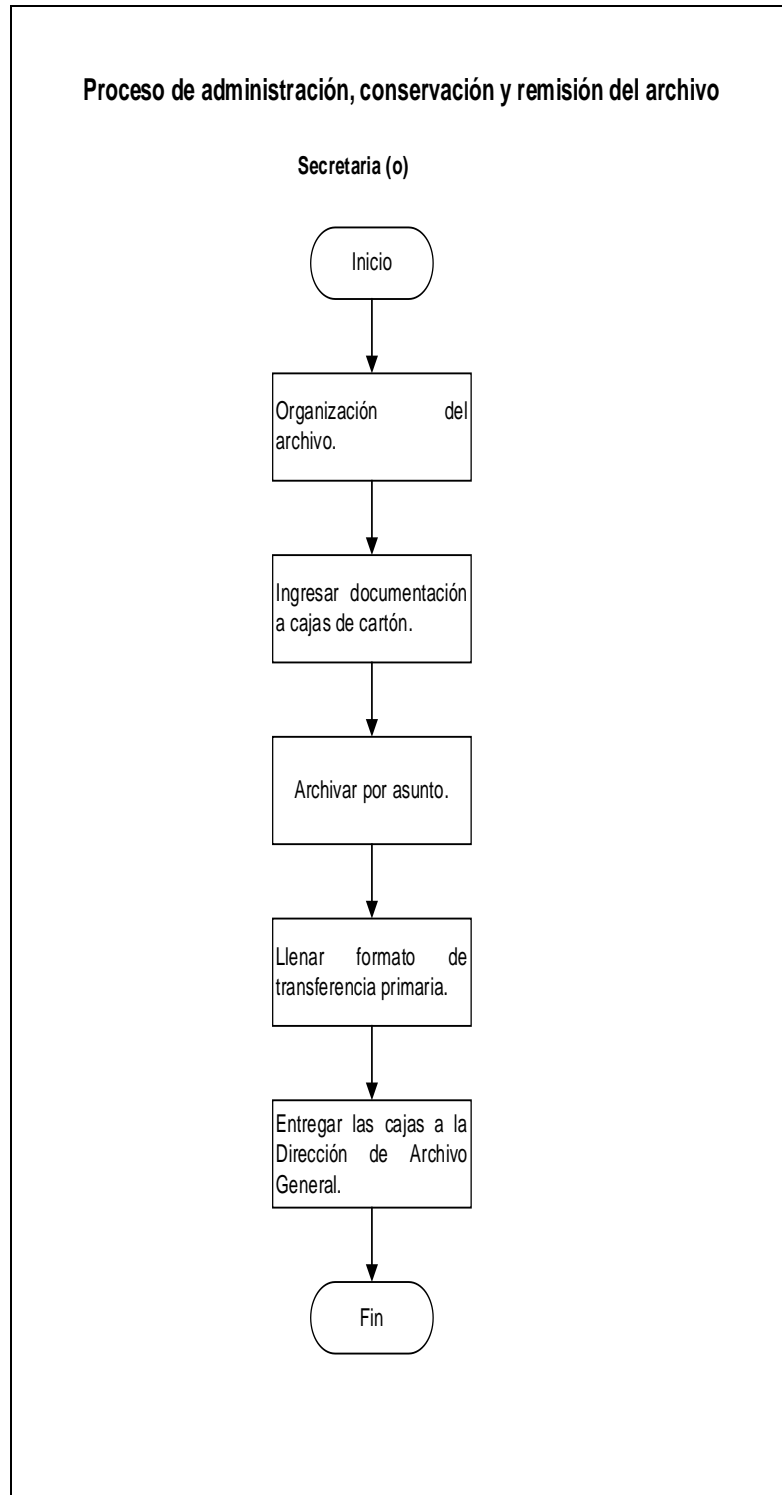 Proceso de administración, conservación y remisión del archivo
Secretaria (o)
Inicio
Organización del
archivo.
Ingresar documentación
a cajas de cartón.
Archivar por asunto.
Llenar formato de
transferencia primaria.
Entregar las cajas a la
Dirección de Archivo
General.
Fin